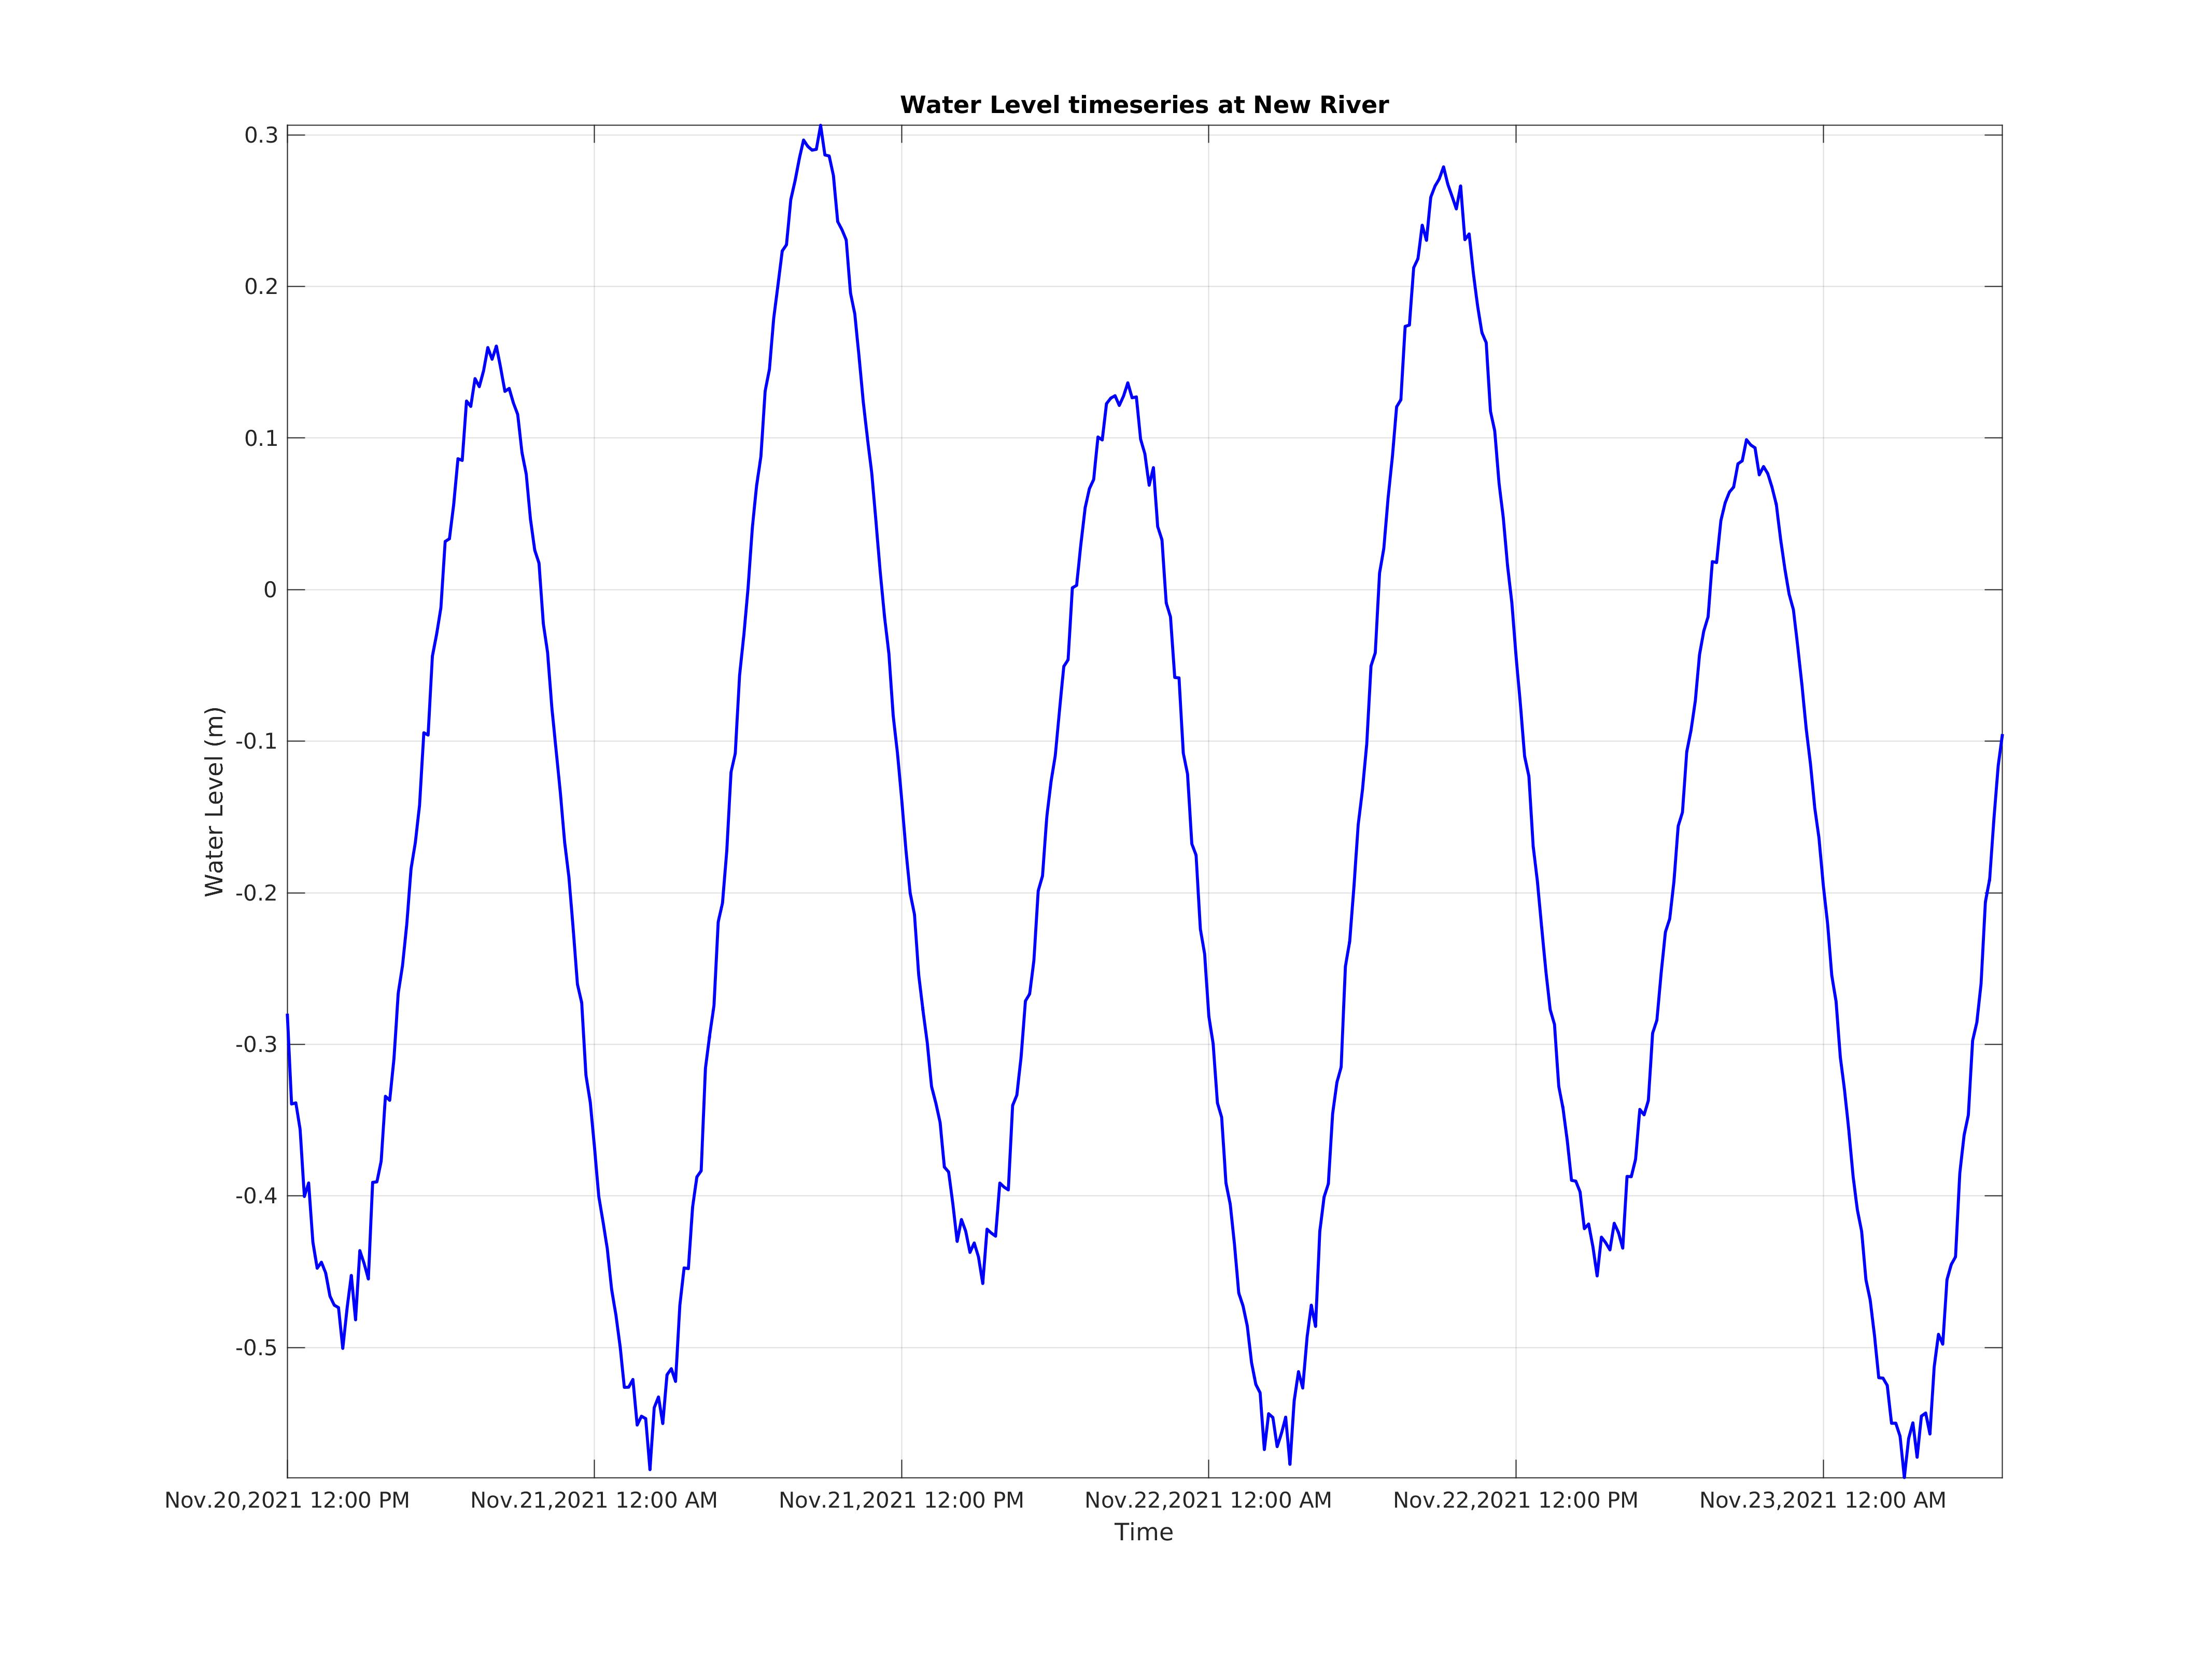 Water Level timeseries at New River
Water Level (m)
0.3
0.2
0.1
0
-0.1
-0.2
-0.3
-0.4
-0.5
Nov.20,2021 12:00 PM
Nov.21,2021 12:00 AM
Nov.21,2021 12:00 PM
Nov.22,2021 12:00 AM
Nov.22,2021 12:00 PM
Nov.23,2021 12:00 AM
Time